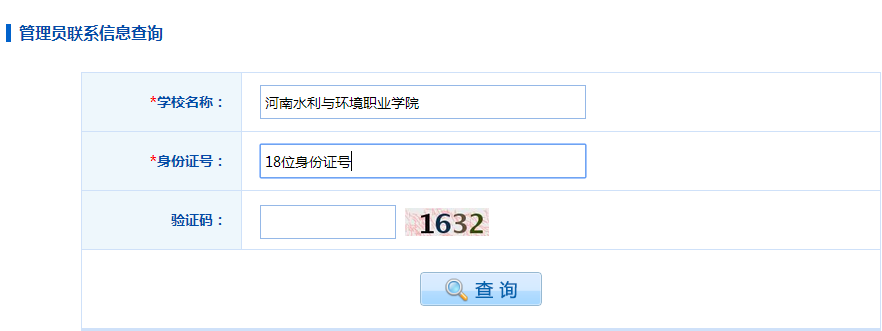 管理员联系信息查询
*学校名称： 河南水利与环境职业学院
*身份证号： 18位身份证号
验证码： 1632
查 询